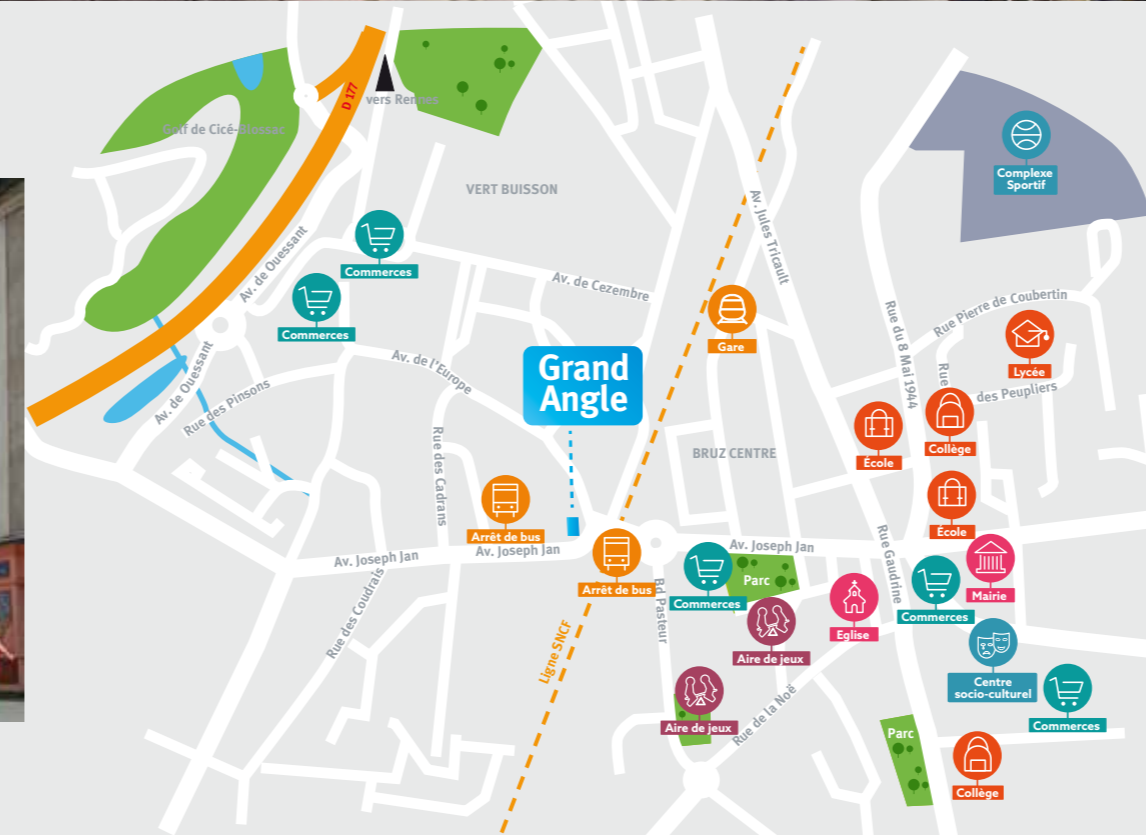 D 177
vers Rennes
Golf de Cicé-Blossac
VERT BUISSON
Complexe
Sportif
Av. Jules Tricault
Av. de Ouessant
Commerces
Commerces
Av. de Cezembre
Rue Pierre de Coubertin
Gare
Rue du 8 Mai 1944
Lycée
Av. de Ouessant
Rue des Pinsons
Av. de l'Europe
Grand
Angle
Rue
des Peupliers
Collège
École
BRUZ CENTRE
Rue des Cadrans
École
Arrêt de bus
Av. Joseph Jan
Av. Joseph Jan
Av. Joseph Jan
Rue Gaudrine
Arrêt de bus
Bd Pasteur
Commerces
Parc
Mairie
Commerces
Eglise
Rue des Coudrais
Ligne SNCF
Aire de jeux
Centre
socio-culturel
Aire de jeux
Rue de la Noë
Commerces
Parc
Collège